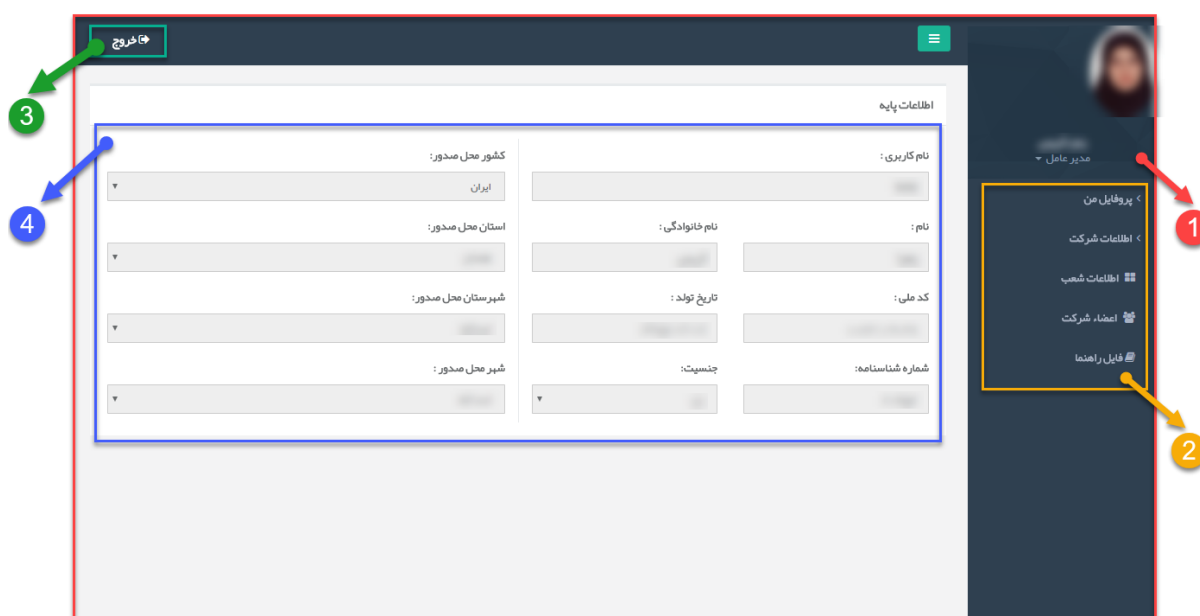 خروج
مدیر عامل
پروفایل من
اطلاعات شرکت
اطلاعات شعب
اعضاء شرکت
فایل راهنما
اطلاعات پایه
نام کاربری :
کشور محل صدور:
ایران
نام :
نام خانوادگی :
استان محل صدور:
کد ملی :
تاریخ تولد :
شهرستان محل صدور:
شماره شناسنامه:
جنسیت:
شهر محل صدور :
1
2
3
4